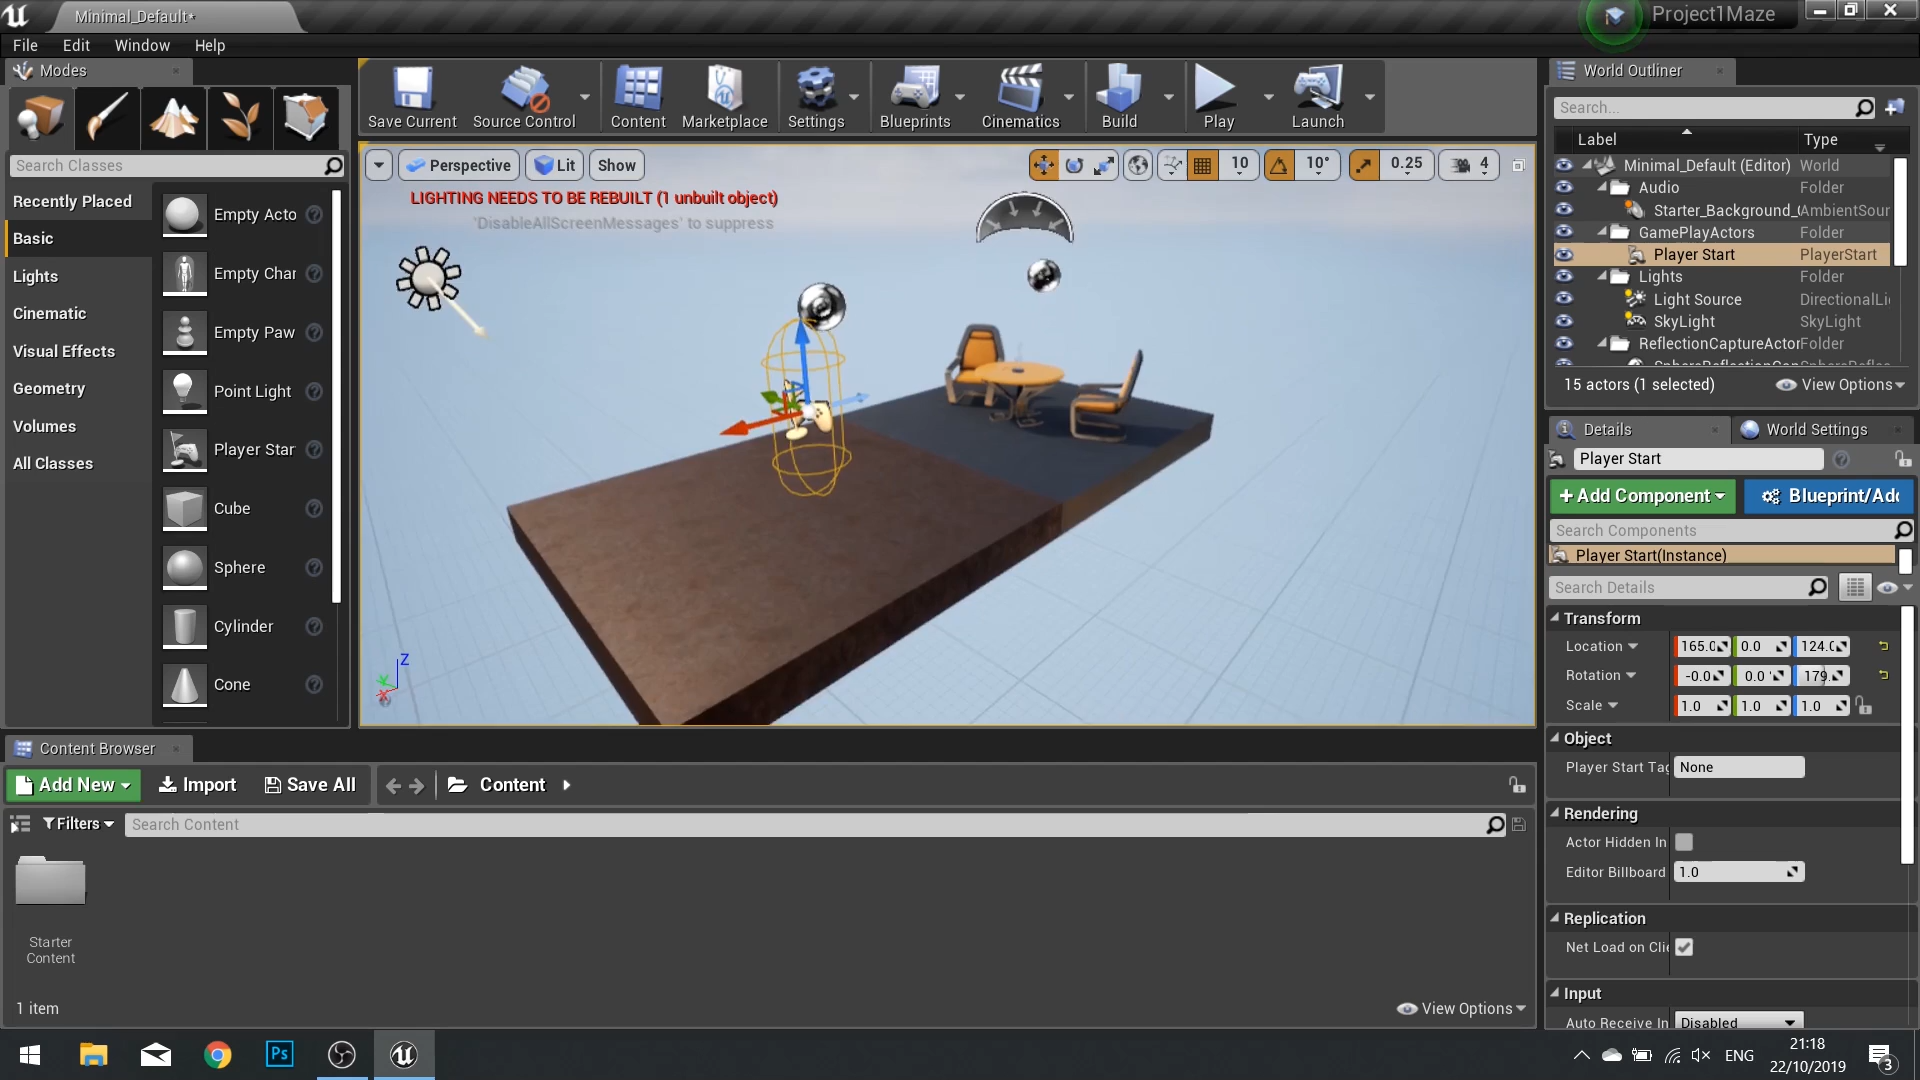 Minimal_Default*
Project1Maze
File Edit Window Help
Modes
Search Classes
Recently Placed
Basic
Lights
Cinematic
Visual Effects
Geometry
Volumes
All Classes
Empty Acto
Empty Char
Empty Paw
Point Light
Player Star
Cube
Sphere
Cylinder
Cone
Save Current
Source Control
Content
Marketplace
Settings
Blueprints
Cinematics
Build
Play
Launch
Perspective
Lit
Show
10
10°
0.25
4
LIGHTING NEEDS TO BE REBUILT (1 unbuilt object)
'DisableAllScreenMessages' to suppress
Z
Y
X
World Outliner
Search...
Label Type
Minimal_Default (Editor) World
Audio Folder
Starter_Background_ AmbientSour
GamePlayActors Folder
Player Start PlayerStart
Lights Folder
Light Source DirectionalLi
SkyLight SkyLight
ReflectionCaptureActor Folder
15 actors (1 selected)
View Options
Details
World Settings
Player Start
+Add Component
Blueprint/Add
Search Components
Player Start(Instance)
Search Details
Transform
Location 165.0 0.0 124.0
Rotation -0.0 0.0 ° 179.
Scale 1.0 1.0 1.0
Object
Player Start Tag None
Rendering
Actor Hidden In
Editor Billboard 1.0
Replication
Net Load on Clie
Input
Auto Receive In Disabled
Content Browser
Add New
Import
Save All
Content
Filters
Search Content
Starter
Content
1 item
View Options
Ps
ENG
21:18
22/10/2019
3